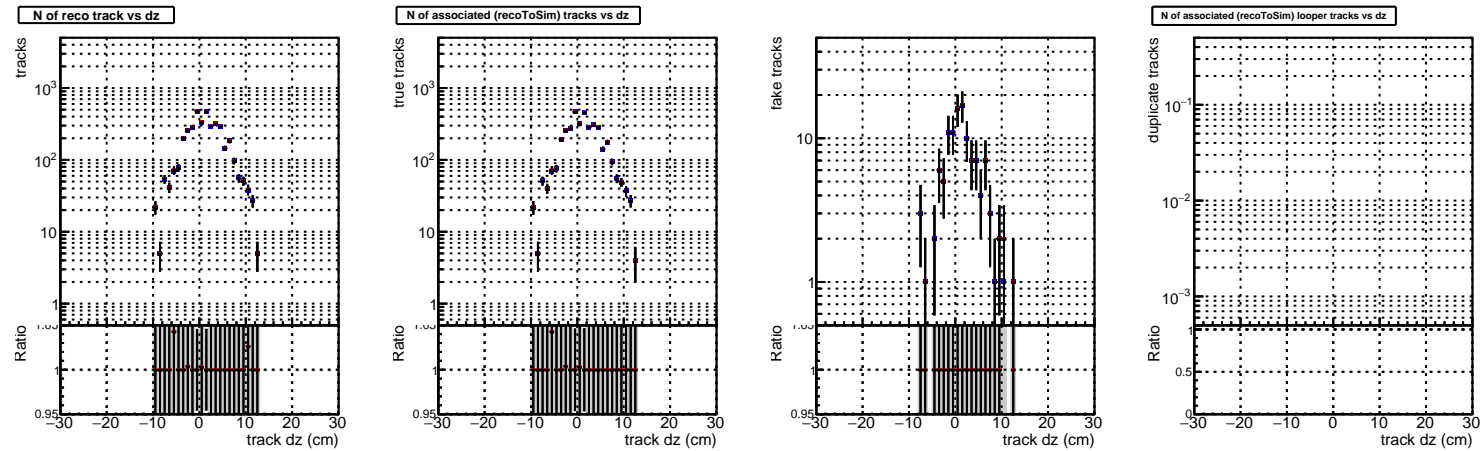 N of reco track vs dz
tracks
10³
10²
10
1
Ratio
1
0.95
−30 −20 −10 0 10 20 30
track dz (cm)
N of associated (recoToSim) tracks vs dz
true tracks
10³
10²
10
1
Ratio
1
0.95
−30 −20 −10 0 10 20 30
track dz (cm)
fake tracks
10
1
Ratio
1
0.95
−30 −20 −10 0 10 20 30
track dz (cm)
N of associated (recoToSim) looper tracks vs dz
duplicate tracks
10⁻¹
10⁻²
10⁻³
Ratio
1
0.5
0
−30 −20 −10 0 10 20 30
track dz (cm)